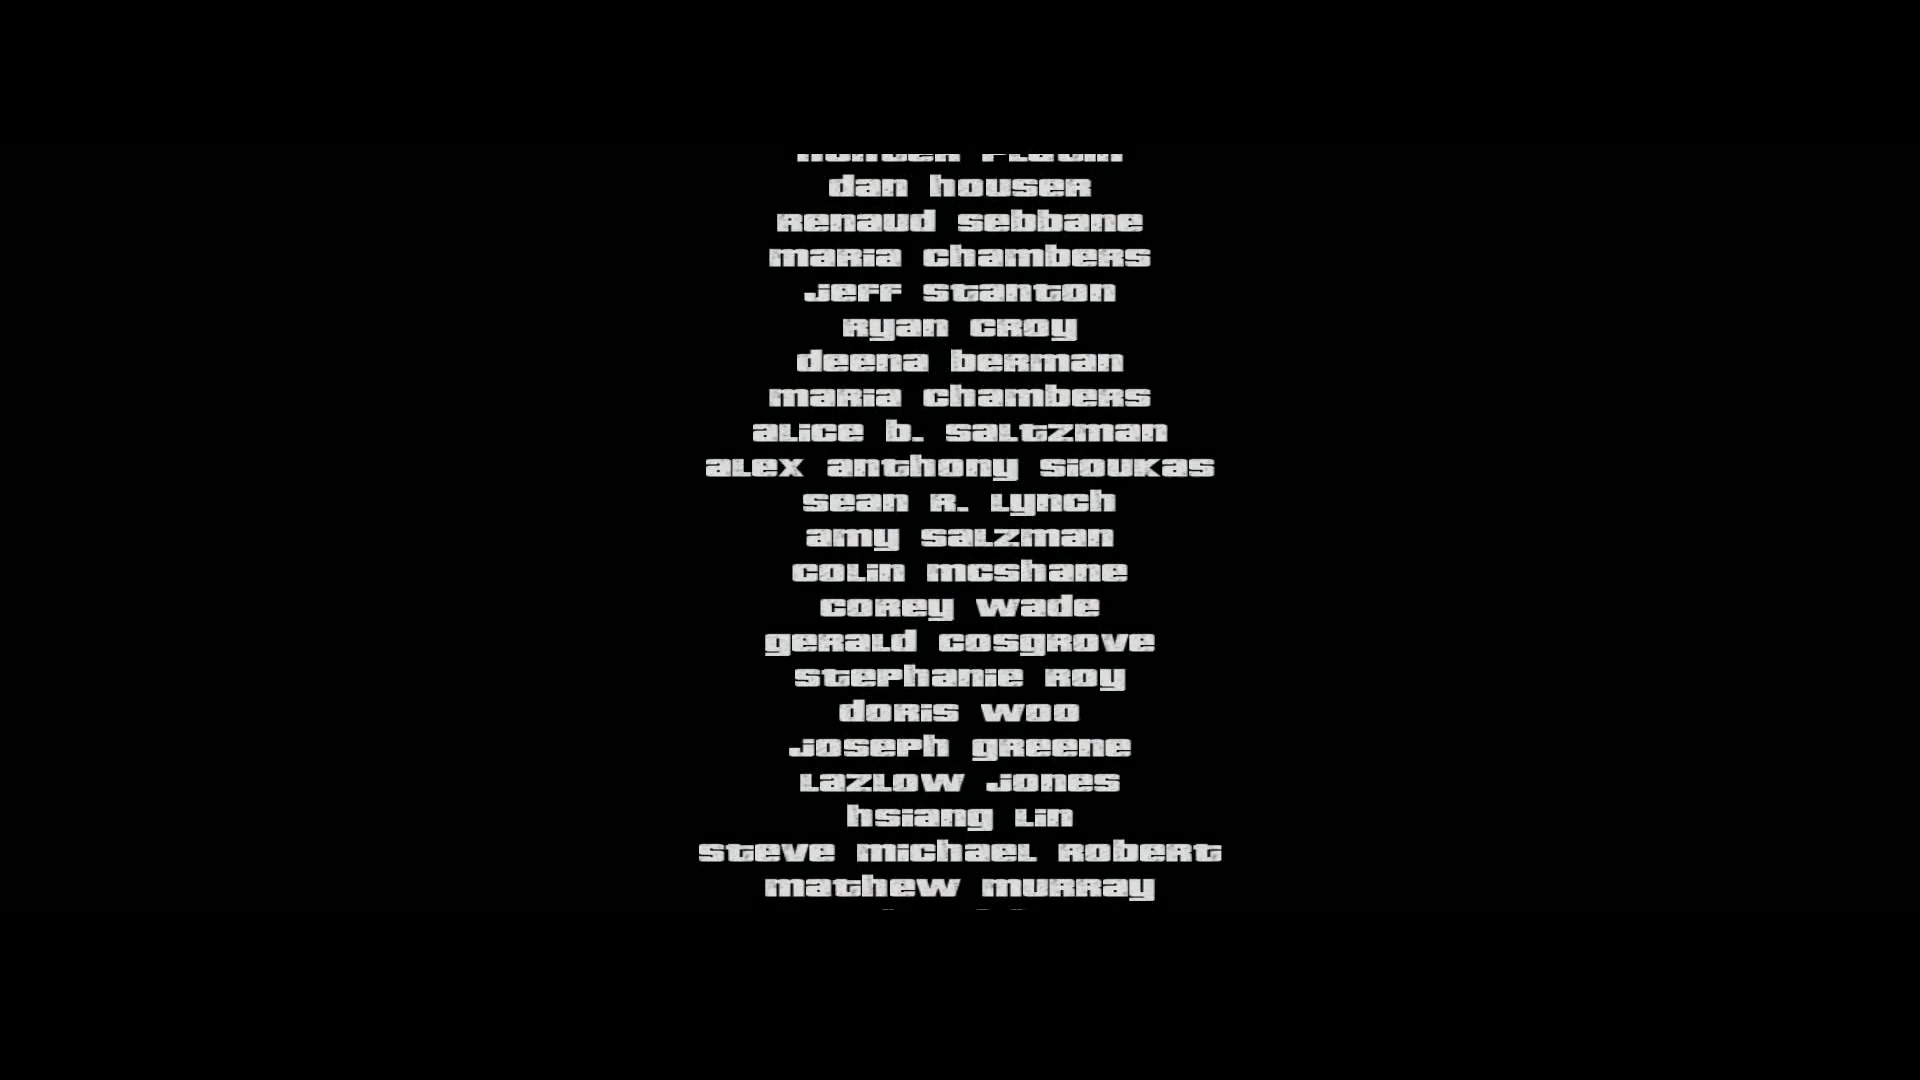 dan houser
renaud sebbane
maria chambers
jeff stanton
ryan croy
deena berman
maria chambers
alice b. saltzman
alex anthony sioukas
sean r. lynch
amy salzman
colin mcshane
corey wade
gerald cosgrove
stephanie roy
doris woo
joseph greene
lazlow jones
hsiang lin
steve michael robert
mathew murray